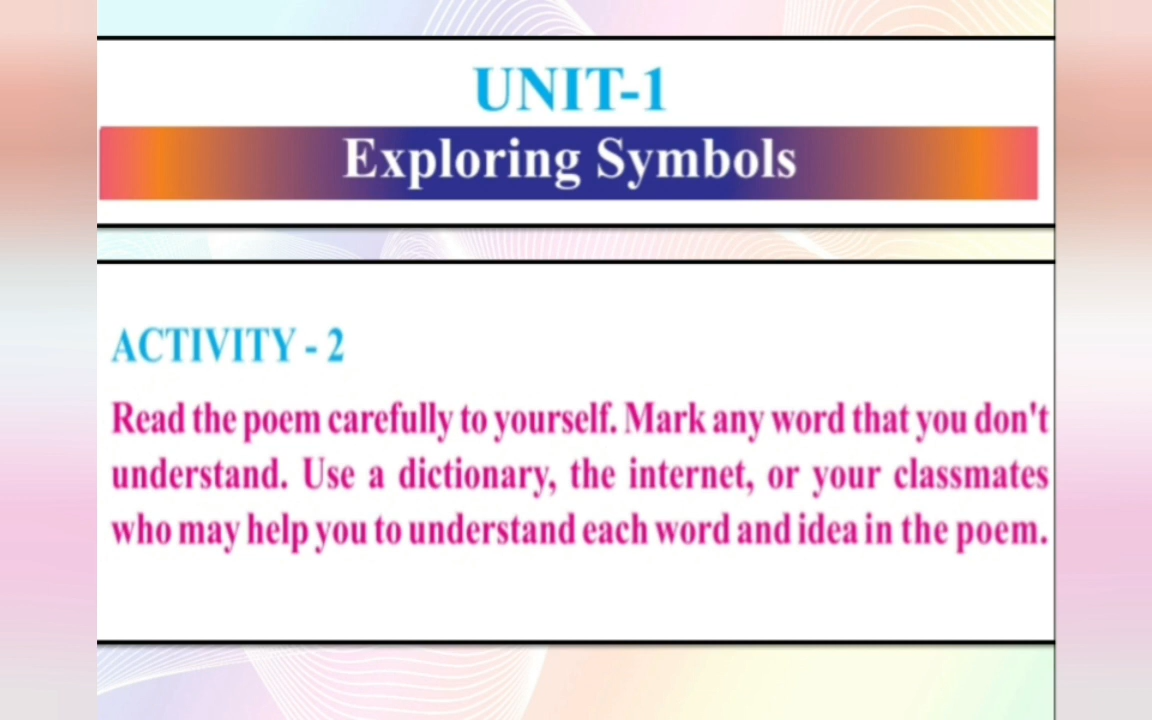 UNIT-1
Exploring Symbols
ACTIVITY - 2
Read the poem carefully to yourself. Mark any word that you don't
understand. Use a dictionary, the internet, or your classmates
who may help you to understand each word and idea in the poem.